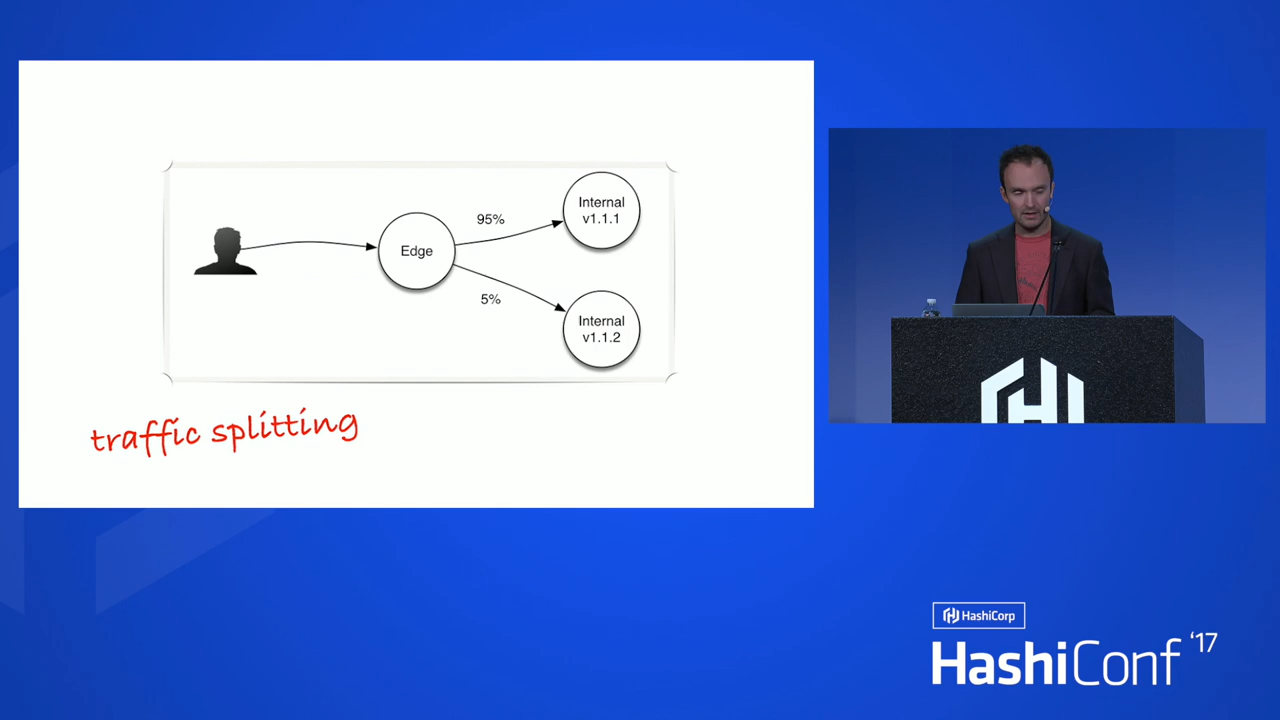 Internal
v1.1.1
95%
Edge
5%
Internal
v1.1.2
traffic splitting
HashiCorp
HashiConf '17